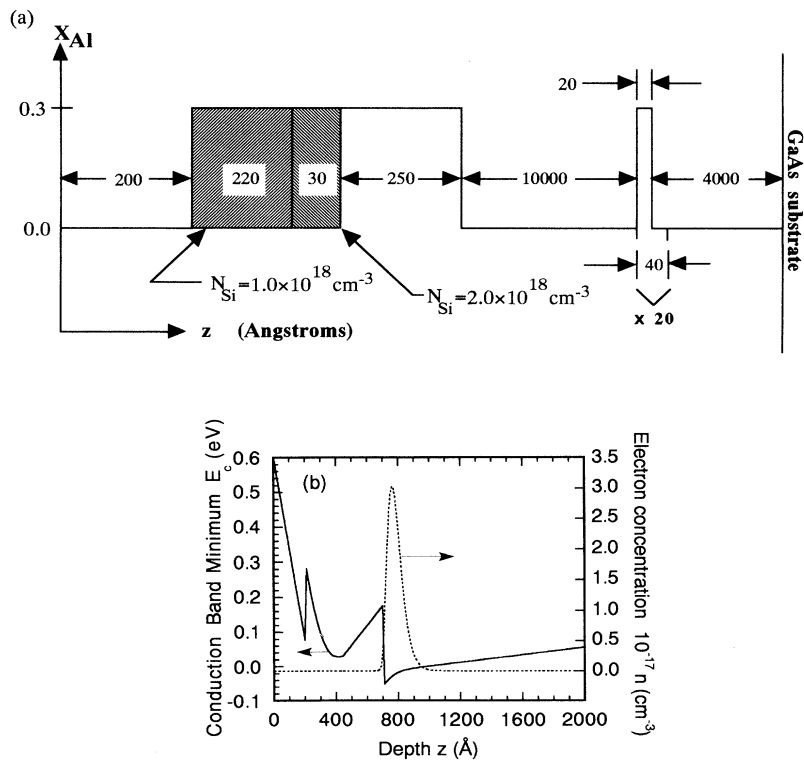 (a)
X_Al
20
0.3
200
220
30
250
10000
4000
GaAs substrate
0.0
40
N_Si=1.0×10^18 cm^-3
N_Si=2.0×10^18 cm^-3
x 20
z (Angstroms)
(b)
Conduction Band Minimum E_c (eV)
0.6
0.5
0.4
0.3
0.2
0.1
0.0
-0.1
3.5
3.0
2.5
2.0
1.5
1.0
0.5
0.0
Electron concentration 10^-17 n (cm^-3)
0 400 800 1200 1600 2000
Depth z (Å)